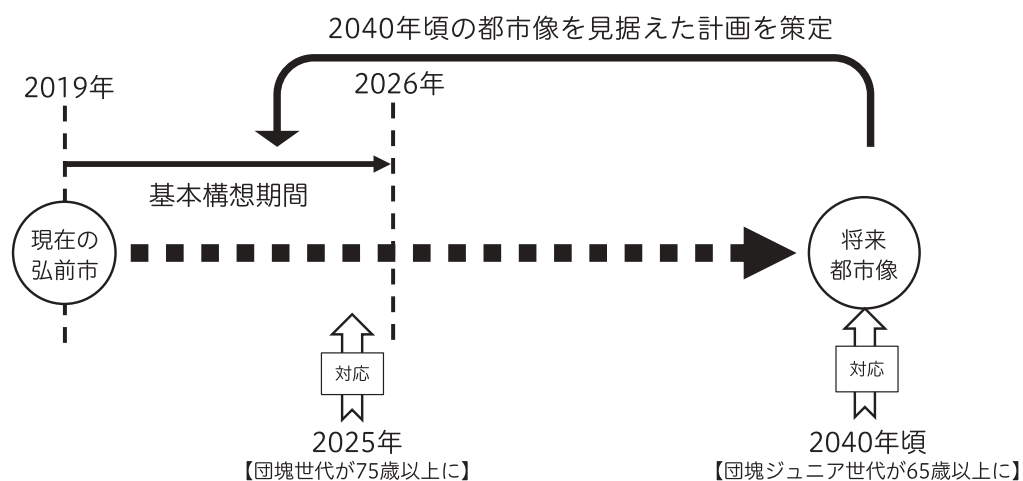 2040年頃の都市像を見据えた計画を策定
2019年
2026年
基本構想期間
現在の
弘前市
将来
都市像
対応
対応
2025年
【団塊世代が75歳以上に】
2040年頃
【団塊ジュニア世代が65歳以上に】